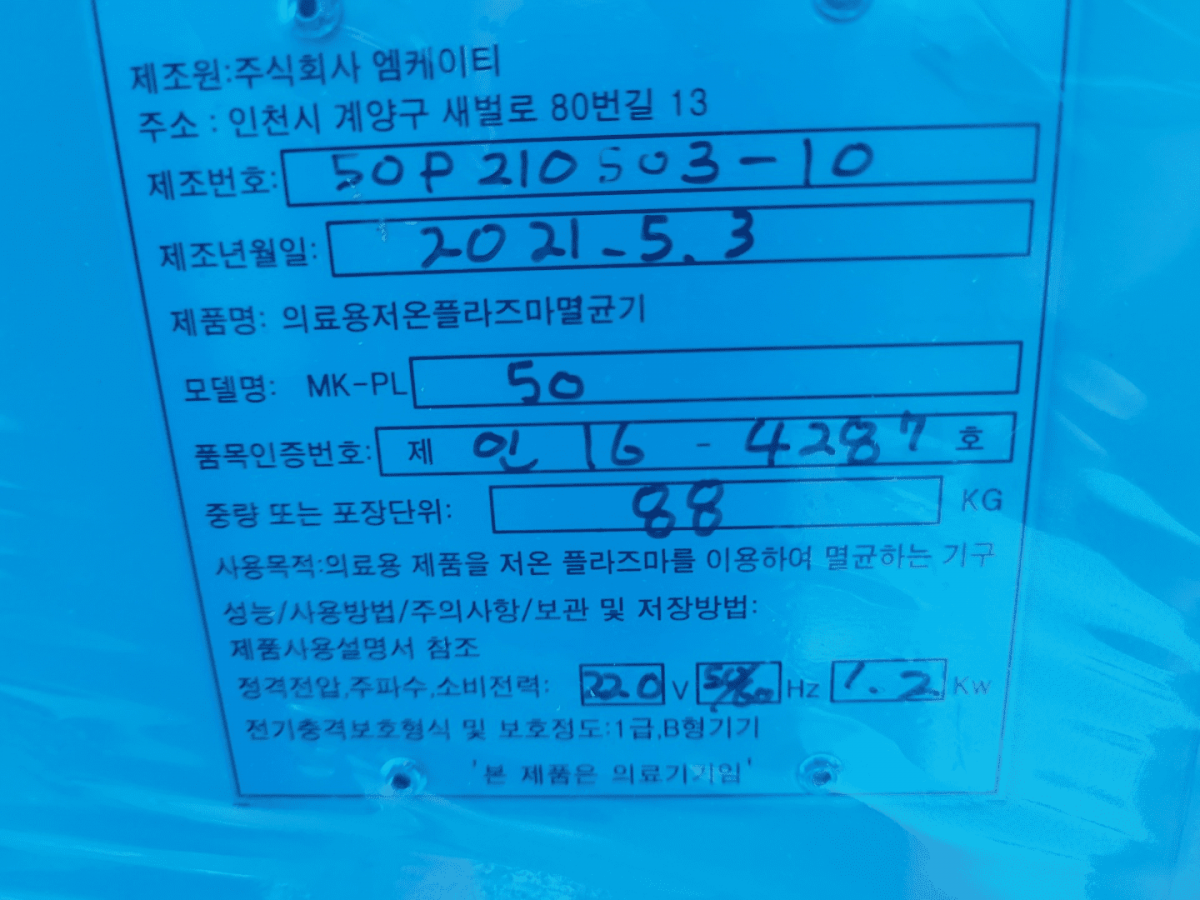 제조원:주식회사 엠케이티
주소 : 인천시 계양구 새벌로 80번길 13
제조번호: 50P210503-10
제조년월일: 2021-5.3
제품명: 의료용저온플라즈마멸균기
모델명: MK-PL 50
품목인증번호: 제 인 16 - 4287 호
중량 또는 포장단위: 88 KG
사용목적:의료용 제품을 저온 플라즈마를 이용하여 멸균하는 기구
성능/사용방법/주의사항/보관 및 저장방법:
제품사용설명서 참조
정격전압,주파수,소비전력: 220 V 50/60 Hz 1.2 Kw
전기충격보호형식 및 보호정도:1급,B형기기
'본 제품은 의료기기임'